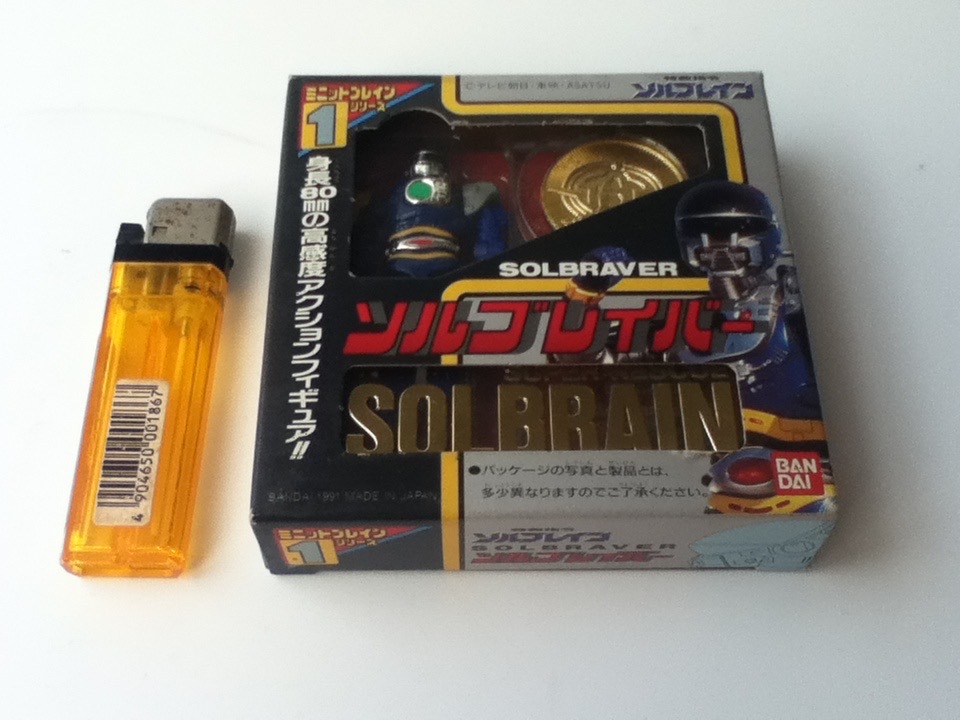 ミニットブレイン
シリーズ
1
©テレビ朝日・東映・ASATSU
特救指令
ソルブレイン
身長80mmの高感度アクションフィギュア!!
SOLBRAVER
ソルブレイバー
SOLBRAIN
●パッケージの写真と製品とは、
多少異なりますのでご了承ください。
BANDAI 1991 MADE IN JAPAN
BAN
DAI
ミニットブレイン
シリーズ
1
特救指令
ソルブレイン
SOLBRAVER
ソルブレイバー
4 904650 001867